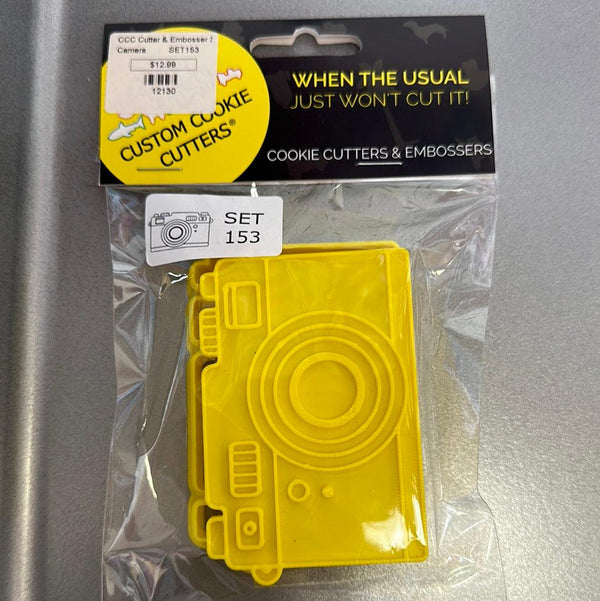 CCC Cutter & Embosser S
Camera SET153
$12.99
12130
CUSTOM COOKIE
CUTTERS®
WHEN THE USUAL
JUST WON'T CUT IT!
COOKIE CUTTERS & EMBOSSERS
SET
153